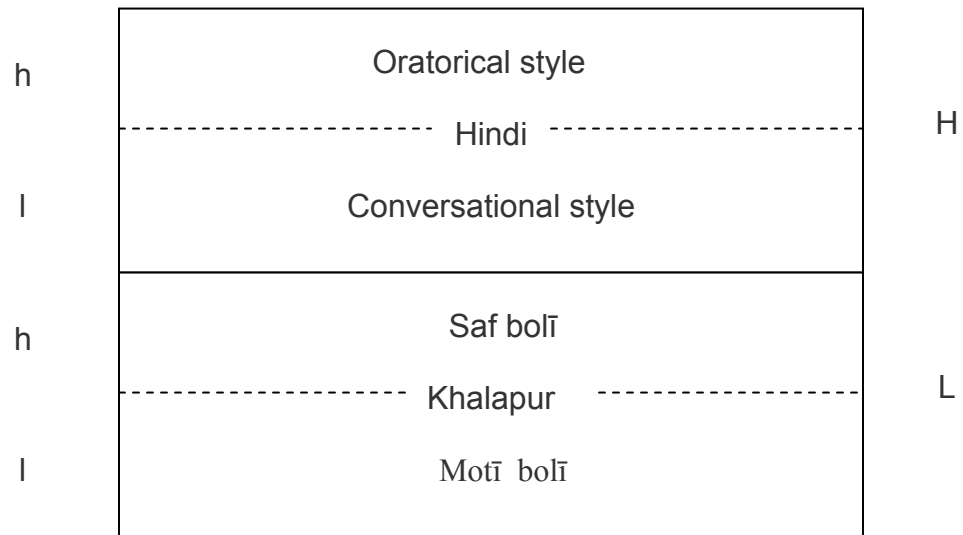 h
Oratorical style
Hindi
H
l
Conversational style
h
Saf bolī
Khalapur
L
l
Motī bolī